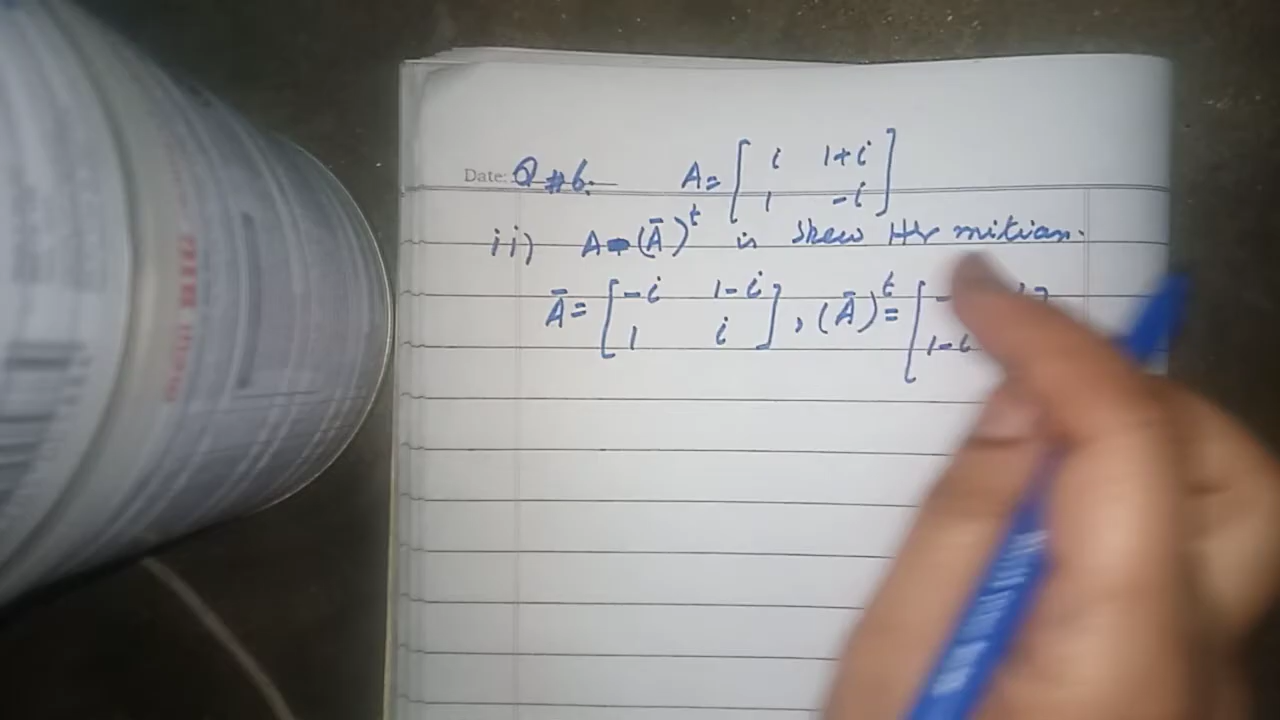 Date: Q #6: A = [ i 1+i ]
[ 1 -i ]
ii) A-(Ā)^t is skew Hermitian.
Ā = [ -i 1-i ] , (Ā)^t = [ -
[ 1 i ] [ 1-i